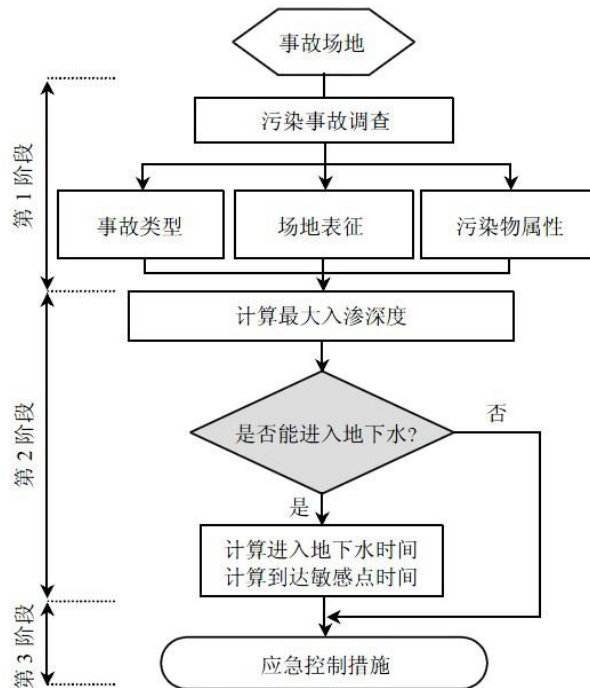 事故场地
第1阶段
污染事故调查
事故类型
场地表征
污染物属性
第2阶段
计算最大入渗深度
是否能进入地下水?
否
是
计算进入地下水时间
计算到达敏感点时间
第3阶段
应急控制措施